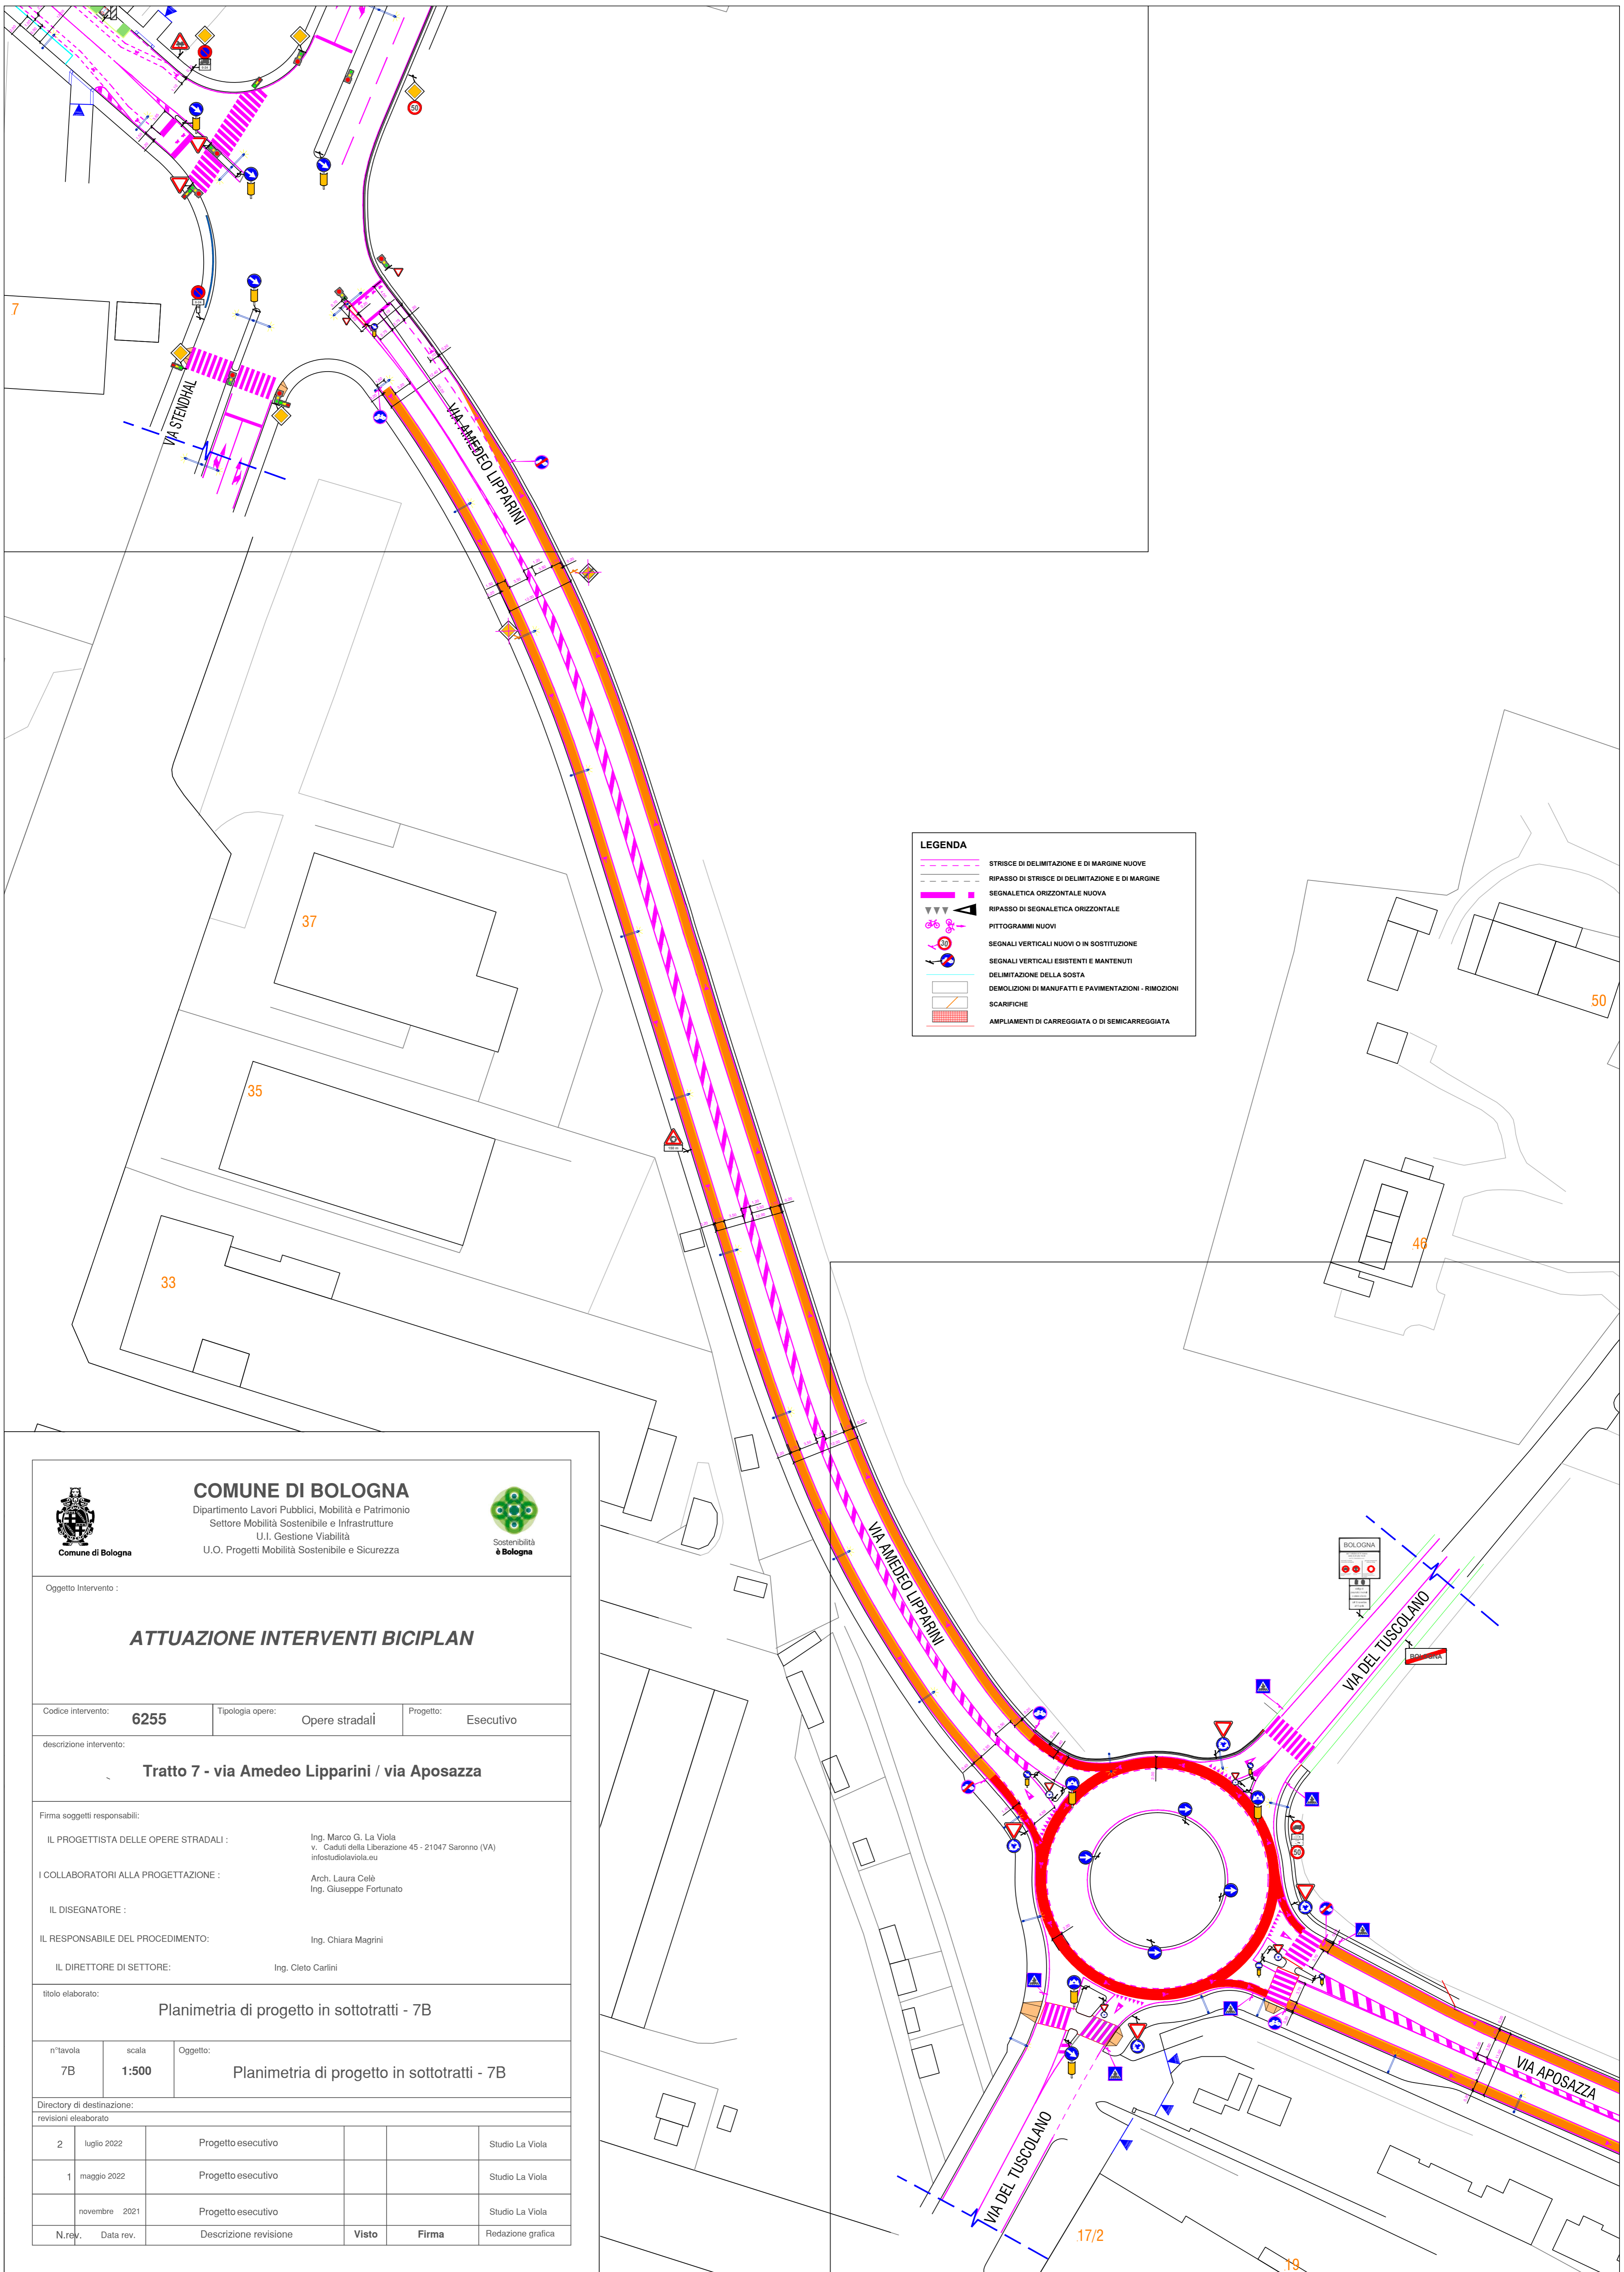 50
7
VIA STENDHAL
VIA AMEDEO LIPPARINI
37
35
33
LEGENDA
STRISCE DI DELIMITAZIONE E DI MARGINE NUOVE
RIPASSO DI STRISCE DI DELIMITAZIONE E DI MARGINE
SEGNALETICA ORIZZONTALE NUOVA
RIPASSO DI SEGNALETICA ORIZZONTALE
PITTOGRAMMI NUOVI
30
SEGNALI VERTICALI NUOVI O IN SOSTITUZIONE
SEGNALI VERTICALI ESISTENTI E MANTENUTI
DELIMITAZIONE DELLA SOSTA
DEMOLIZIONI DI MANUFATTI E PAVIMENTAZIONI - RIMOZIONI
SCARIFICHE
AMPLIAMENTI DI CARREGGIATA O DI SEMICARREGGIATA
50
46
VIA AMEDEO LIPPARINI
BOLOGNA
BOLOGNA
VIA DEL TUSCOLANO
50
VIA APOSAZZA
VIA DEL TUSCOLANO
17/2
19
Comune di Bologna
COMUNE DI BOLOGNA
Dipartimento Lavori Pubblici, Mobilità e Patrimonio
Settore Mobilità Sostenibile e Infrastrutture
U.I. Gestione Viabilità
U.O. Progetti Mobilità Sostenibile e Sicurezza
Sostenibilità
è Bologna
Oggetto Intervento :
ATTUAZIONE INTERVENTI BICIPLAN
Codice intervento: 6255
Tipologia opere: Opere stradali
Progetto: Esecutivo
descrizione intervento:
Tratto 7 - via Amedeo Lipparini / via Aposazza
Firma soggetti responsabili:
IL PROGETTISTA DELLE OPERE STRADALI :
Ing. Marco G. La Viola
v. Caduti della Liberazione 45 - 21047 Saronno (VA)
infostudiolaviola.eu
I COLLABORATORI ALLA PROGETTAZIONE :
Arch. Laura Celè
Ing. Giuseppe Fortunato
IL DISEGNATORE :
IL RESPONSABILE DEL PROCEDIMENTO: Ing. Chiara Magrini
IL DIRETTORE DI SETTORE: Ing. Cleto Carlini
titolo elaborato:
Planimetria di progetto in sottotratti - 7B
n°tavola scala Oggetto:
7B 1:500 Planimetria di progetto in sottotratti - 7B
Directory di destinazione:
revisioni eleaborato
2 luglio 2022 Progetto esecutivo Studio La Viola
1 maggio 2022 Progetto esecutivo Studio La Viola
novembre 2021 Progetto esecutivo Studio La Viola
N.rev. Data rev. Descrizione revisione Visto Firma Redazione grafica